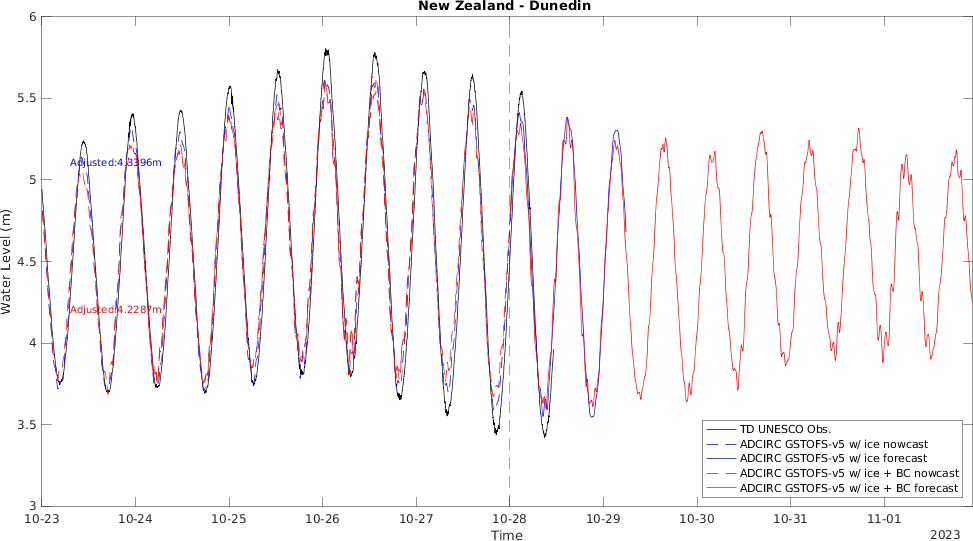 New Zealand - Dunedin
Water Level (m)
6
5.5
5
4.5
4
3.5
3
Adjusted:4.3396m
Adjusted:4.2287m
TD UNESCO Obs.
ADCIRC GSTOFS-v5 w/ ice nowcast
ADCIRC GSTOFS-v5 w/ ice forecast
ADCIRC GSTOFS-v5 w/ ice + BC nowcast
ADCIRC GSTOFS-v5 w/ ice + BC forecast
10-23 10-24 10-25 10-26 10-27 10-28 10-29 10-30 10-31 11-01
Time
2023